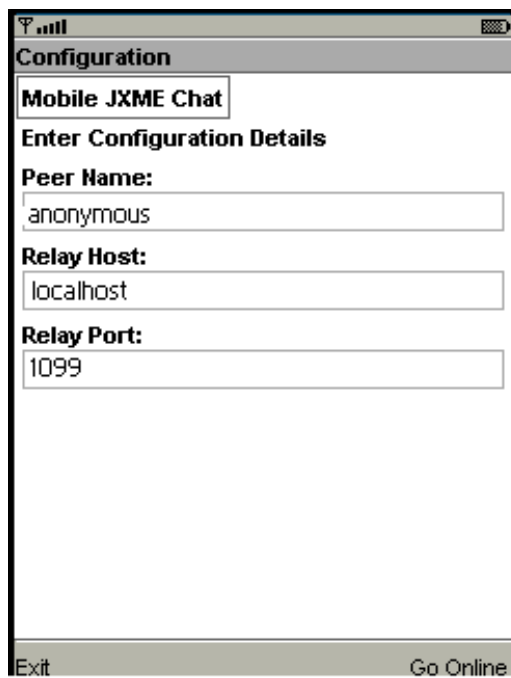 Configuration
Mobile JXME Chat
Enter Configuration Details
Peer Name:
anonymous
Relay Host:
localhost
Relay Port:
1099
Exit Go Online